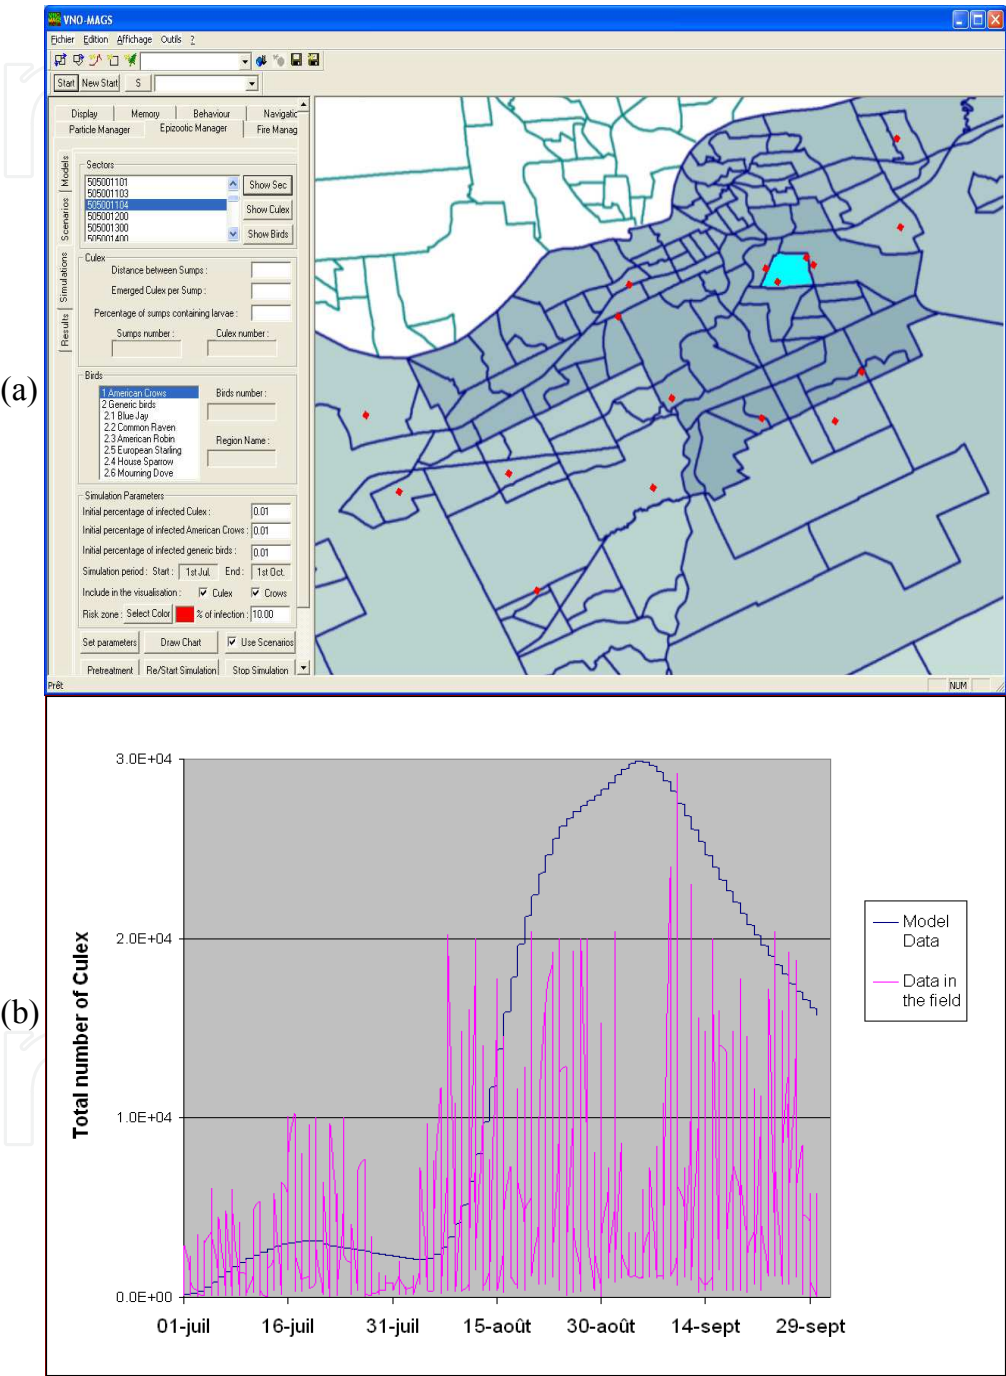 VNO-MAGS
Fichier Edition Affichage Outils ?
Start New Start S
Display Memory Behaviour Navigatio
Particle Manager Epizootic Manager Fire Manag
Models
Scenarios
Simulations
Results
Sectors
505001101
505001103
505001104
505001200
505001300
505001400
Show Sec
Show Culex
Show Birds
Culex
Distance between Sumps :
Emerged Culex per Sump :
Percentage of sumps containing larvae :
Sumps number : Culex number :
(a)
Birds
1 American Crows
2 Generic birds
2.1 Blue Jay
2.2 Common Raven
2.3 American Robin
2.5 European Starling
2.4 House Sparrow
2.6 Mourning Dove
Birds number :
Region Name :
Simulation Parameters
Initial percentage of infected Culex : 0.01
Initial percentage of infected American Crows : 0.01
Initial percentage of infected generic birds : 0.01
Simulation period : Start : 1st Jul. End : 1st Oct.
Include in the visualisation : Culex Crows
Risk zone : Select Color % of infection : 10.00
Set parameters Draw Chart Use Scenarios
Pretreatment Re/Start Simulation Stop Simulation
Prêt NUM
(b)
Total number of Culex
3.0E+04
2.0E+04
1.0E+04
0.0E+00
01-juil 16-juil 31-juil 15-août 30-août 14-sept 29-sept
Model
Data
Data in
the field